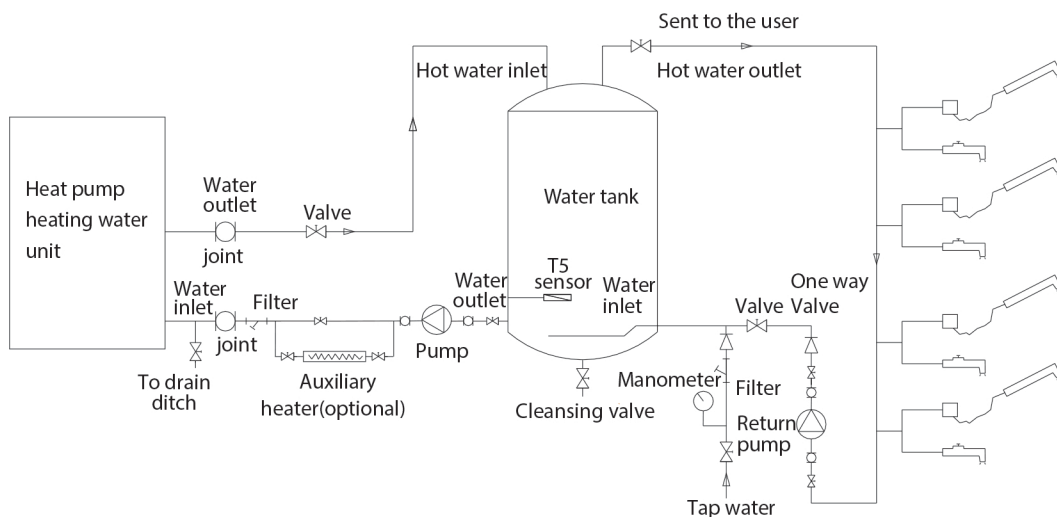 Sent to the user
Hot water inlet
Hot water outlet
Heat pump
heating water
unit
Water
outlet
Valve
joint
Water tank
T5
sensor
Water
inlet
Water
outlet
Water
inlet
Filter
joint
Pump
One way
Valve
Valve
To drain
ditch
Auxiliary
heater(optional)
Cleansing valve
Manometer
Filter
Return
pump
Tap water